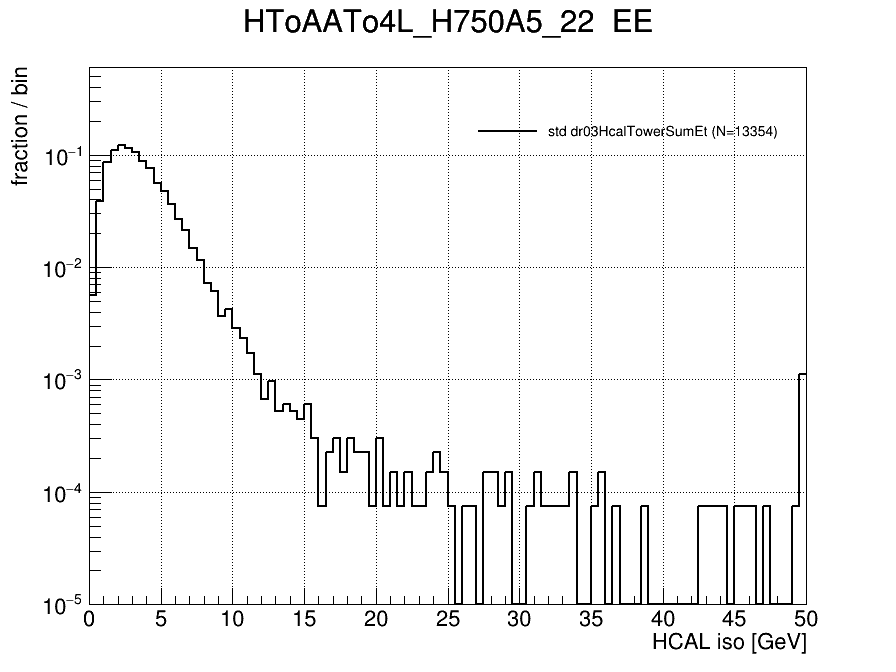 HToAATo4L_H750A5_22 EE
fraction / bin
std dr03HcalTowerSumEt (N=13354)
10⁻¹
10⁻²
10⁻³
10⁻⁴
10⁻⁵
0 5 10 15 20 25 30 35 40 45 50
HCAL iso [GeV]